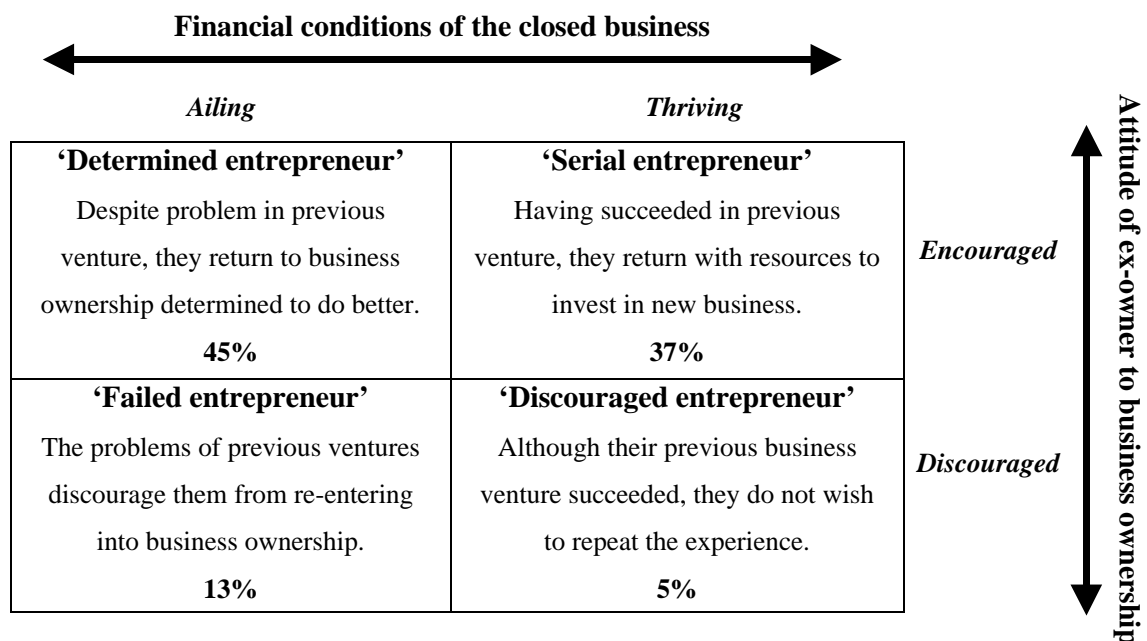 Financial conditions of the closed business
Ailing
Thriving
‘Determined entrepreneur’
Despite problem in previous
venture, they return to business
ownership determined to do better.
45%
‘Serial entrepreneur’
Having succeeded in previous
venture, they return with resources to
invest in new business.
37%
Encouraged
‘Failed entrepreneur’
The problems of previous ventures
discourage them from re-entering
into business ownership.
13%
‘Discouraged entrepreneur’
Although their previous business
venture succeeded, they do not wish
to repeat the experience.
5%
Discouraged
Attitude of ex-owner to business ownership